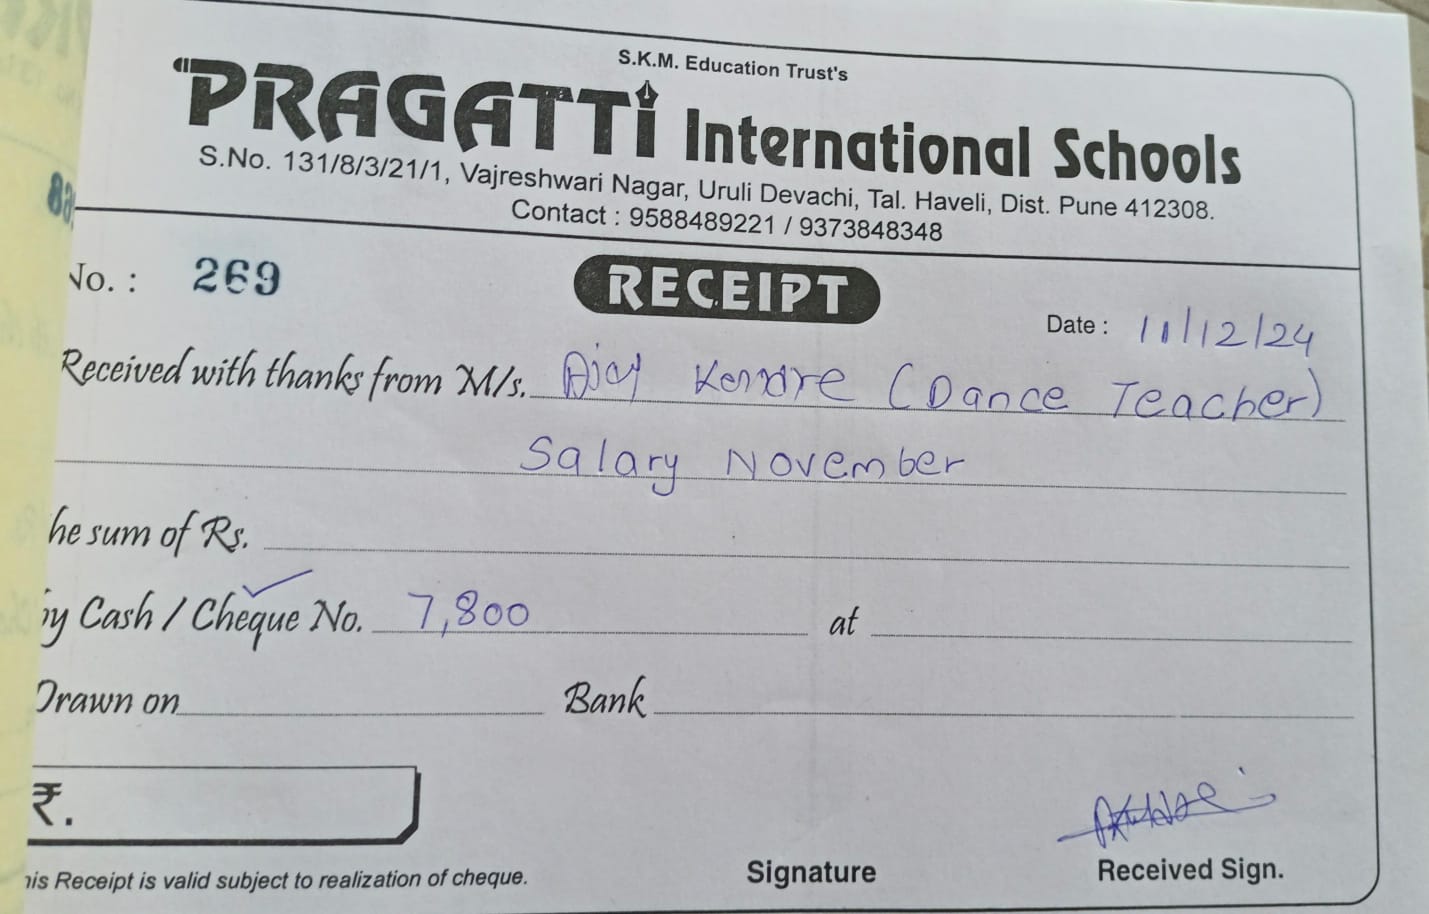 S.K.M. Education Trust's
PRAGATTi International Schools
S.No. 131/8/3/21/1, Vajreshwari Nagar, Uruli Devachi, Tal. Haveli, Dist. Pune 412308.
Contact : 9588489221 / 9373848348
No. : 269
RECEIPT
Date : 11/12/24
Received with thanks from M/s. Ajay Kendre (Dance Teacher)
Salary November
he sum of Rs.
by Cash / Cheque No. 7,800 at
Drawn on Bank
₹.
Signature
Received Sign.
his Receipt is valid subject to realization of cheque.